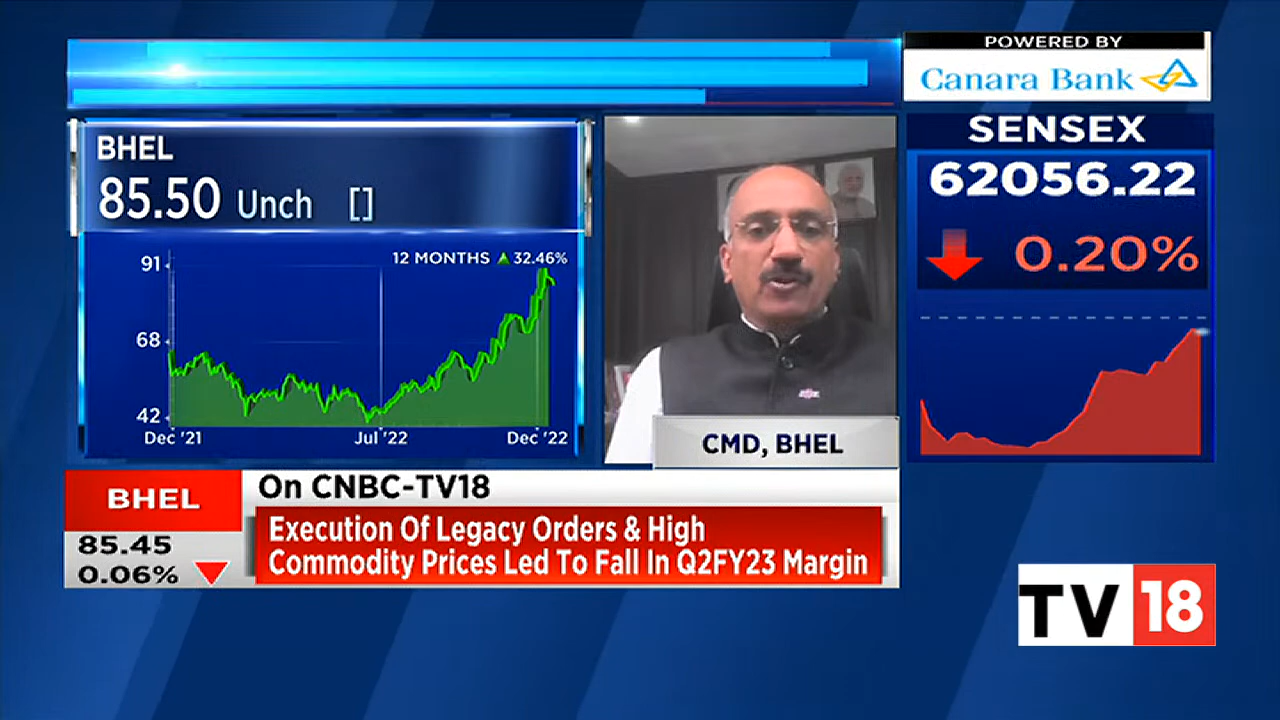 POWERED BY
Canara Bank
BHEL
85.50 Unch []
12 MONTHS ▲ 32.46%
91
68
42
Dec '21 Jul '22 Dec '22
CMD, BHEL
SENSEX
62056.22
0.20%
BHEL
85.45
0.06%
On CNBC-TV18
Execution Of Legacy Orders & High
Commodity Prices Led To Fall In Q2FY23 Margin
TV18